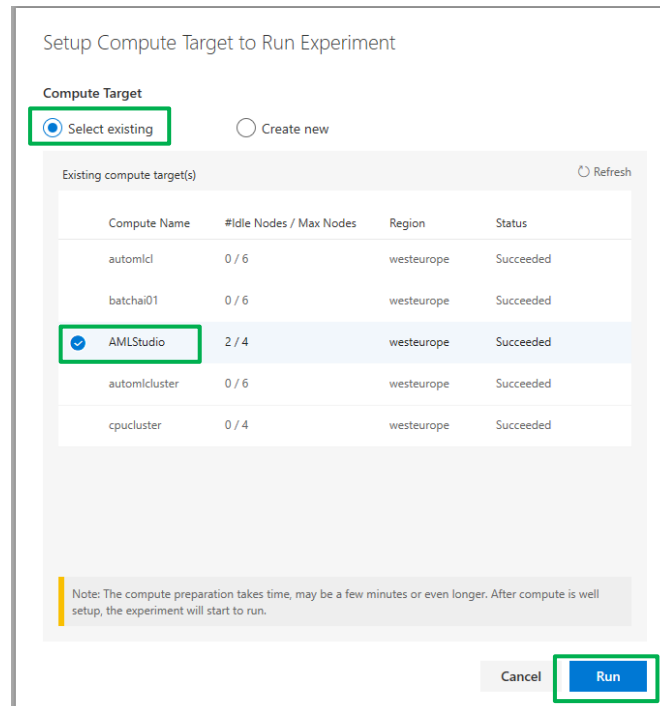 Setup Compute Target to Run Experiment
Compute Target
Select existing
Create new
Existing compute target(s)
Refresh
Compute Name #Idle Nodes / Max Nodes Region Status
automlcl 0 / 6 westeurope Succeeded
batchai01 0 / 6 westeurope Succeeded
AMLStudio 2 / 4 westeurope Succeeded
automlcluster 0 / 6 westeurope Succeeded
cpucluster 0 / 4 westeurope Succeeded
Note: The compute preparation takes time, may be a few minutes or even longer. After compute is well
setup, the experiment will start to run.
Cancel
Run